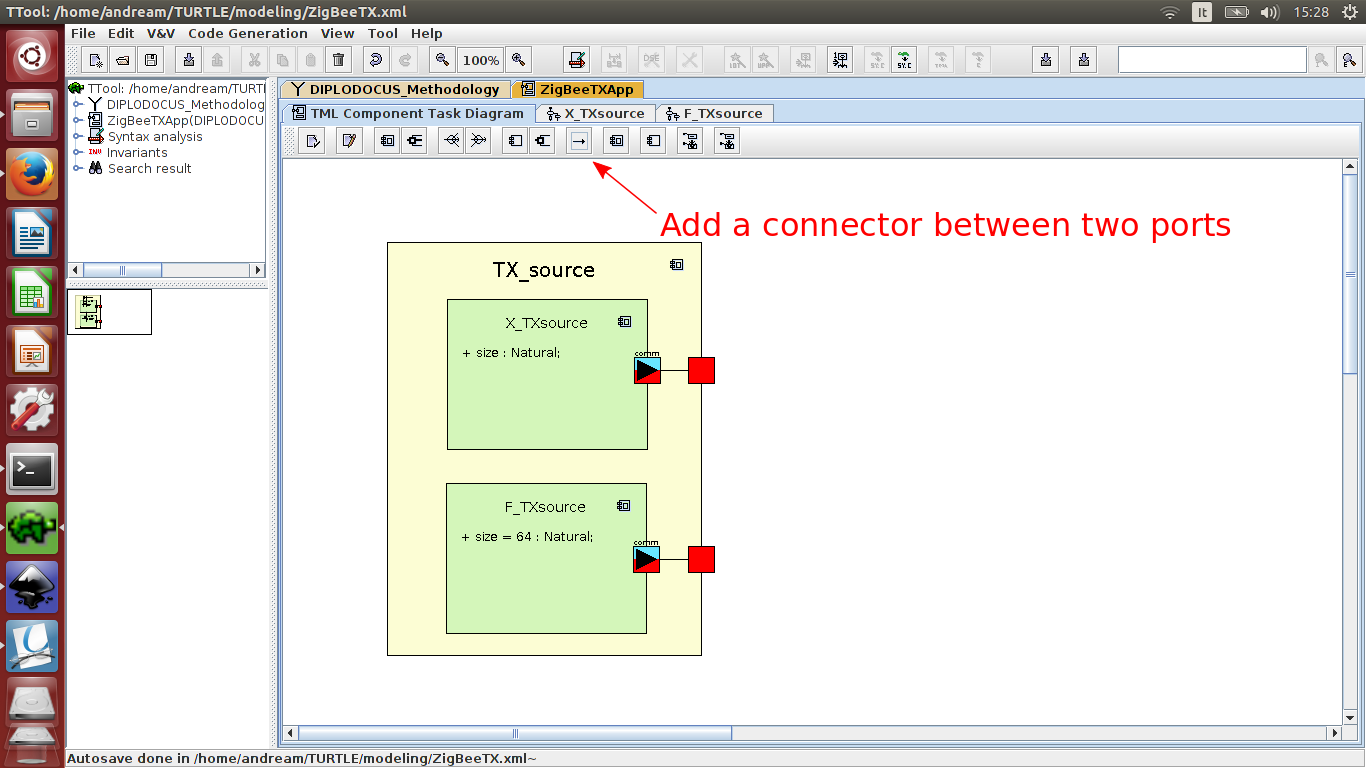 TTool: /home/andream/TURTLE/modeling/ZigBeeTX.xml
It
15:28
File Edit V&V Code Generation View Tool Help
100%
TTool: /home/andream/TURTL
DIPLODOCUS_Methodolog
ZigBeeTXApp(DIPLODOCU
Syntax analysis
INV Invariants
Search result
DIPLODOCUS_Methodology ZigBeeTXApp
TML Component Task Diagram X_TXsource F_TXsource
Add a connector between two ports
TX_source
X_TXsource
+ size : Natural;
comm
F_TXsource
+ size = 64 : Natural;
comm
Autosave done in /home/andream/TURTLE/modeling/ZigBeeTX.xml~